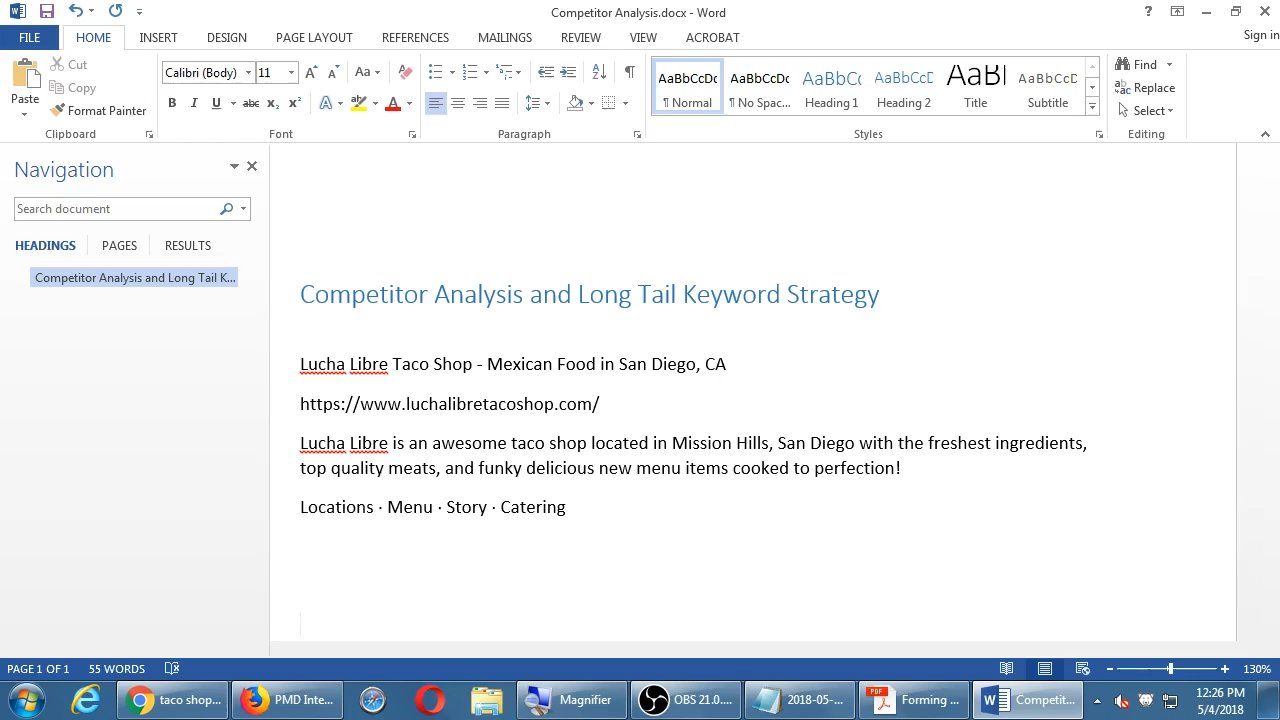 Competitor Analysis.docx - Word
?
FILE HOME INSERT DESIGN PAGE LAYOUT REFERENCES MAILINGS REVIEW VIEW ACROBAT Sign in
Paste
Cut
Copy
Format Painter
Clipboard
Calibri (Body) 11
Aa
B I U abc x₂ x² A A
Font
Paragraph
AaBbCcDc AaBbCcDc AaBbCc AaBbCcD AaB AaBbCcD
¶ Normal ¶ No Spac... Heading 1 Heading 2 Title Subtitle
Styles
Find
Replace
Select
Editing
Navigation
Search document
HEADINGS PAGES RESULTS
Competitor Analysis and Long Tail K...
Competitor Analysis and Long Tail Keyword Strategy
Lucha Libre Taco Shop - Mexican Food in San Diego, CA
https://www.luchalibretacoshop.com/
Lucha Libre is an awesome taco shop located in Mission Hills, San Diego with the freshest ingredients,
top quality meats, and funky delicious new menu items cooked to perfection!
Locations · Menu · Story · Catering
PAGE 1 OF 1 55 WORDS 130%
taco shop... PMD Inte... Magnifier OBS 21.0.... 2018-05-... Forming ... Competit...
12:26 PM
5/4/2018